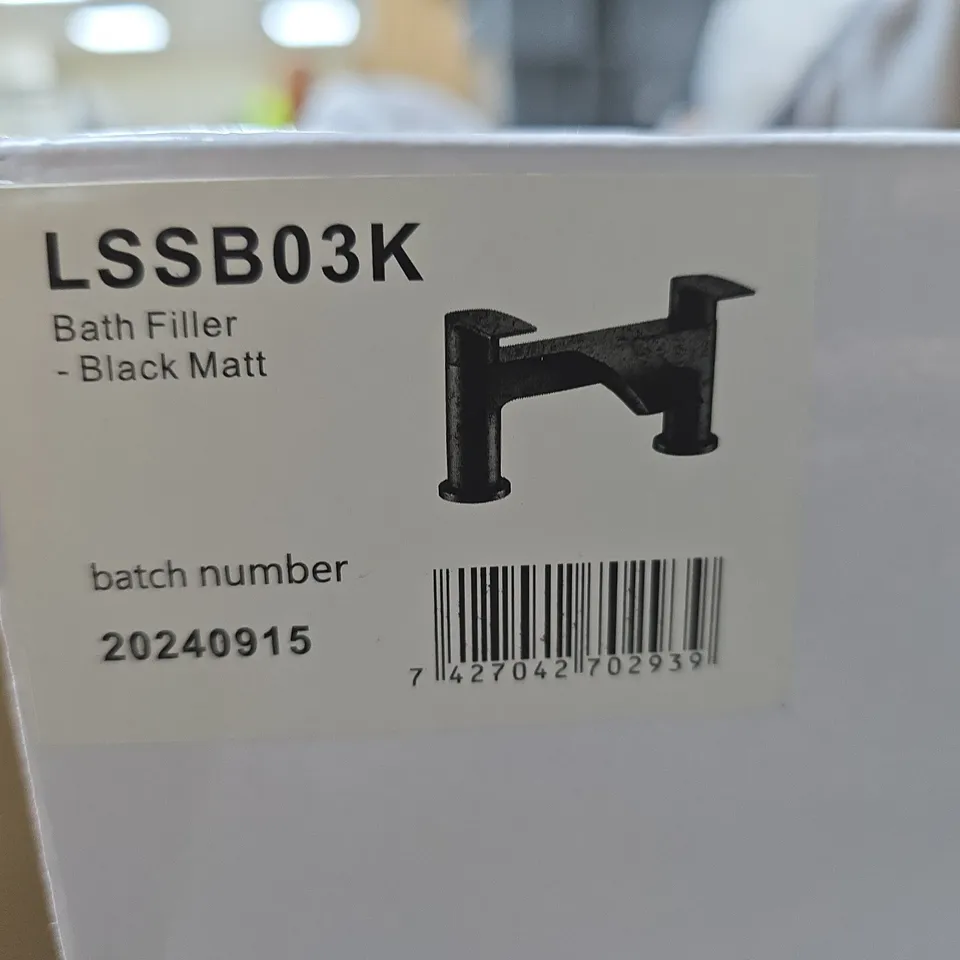 LSSB03K
Bath Filler
- Black Matt
batch number
20240915
7 427042 702939